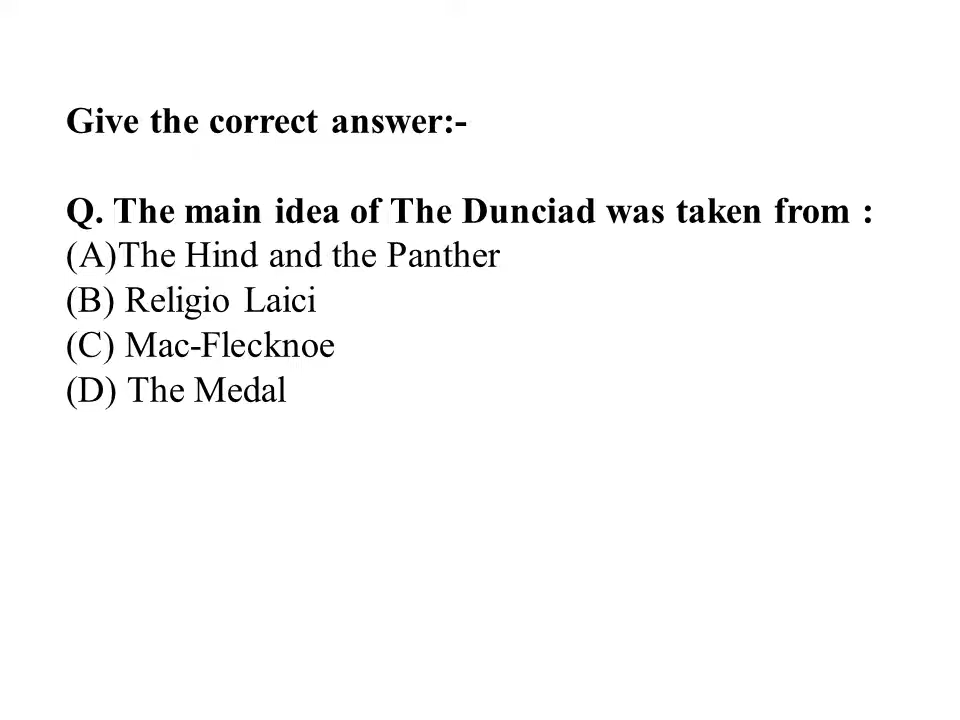 Give the correct answer:-
Q. The main idea of The Dunciad was taken from :
(A)The Hind and the Panther
(B) Religio Laici
(C) Mac-Flecknoe
(D) The Medal